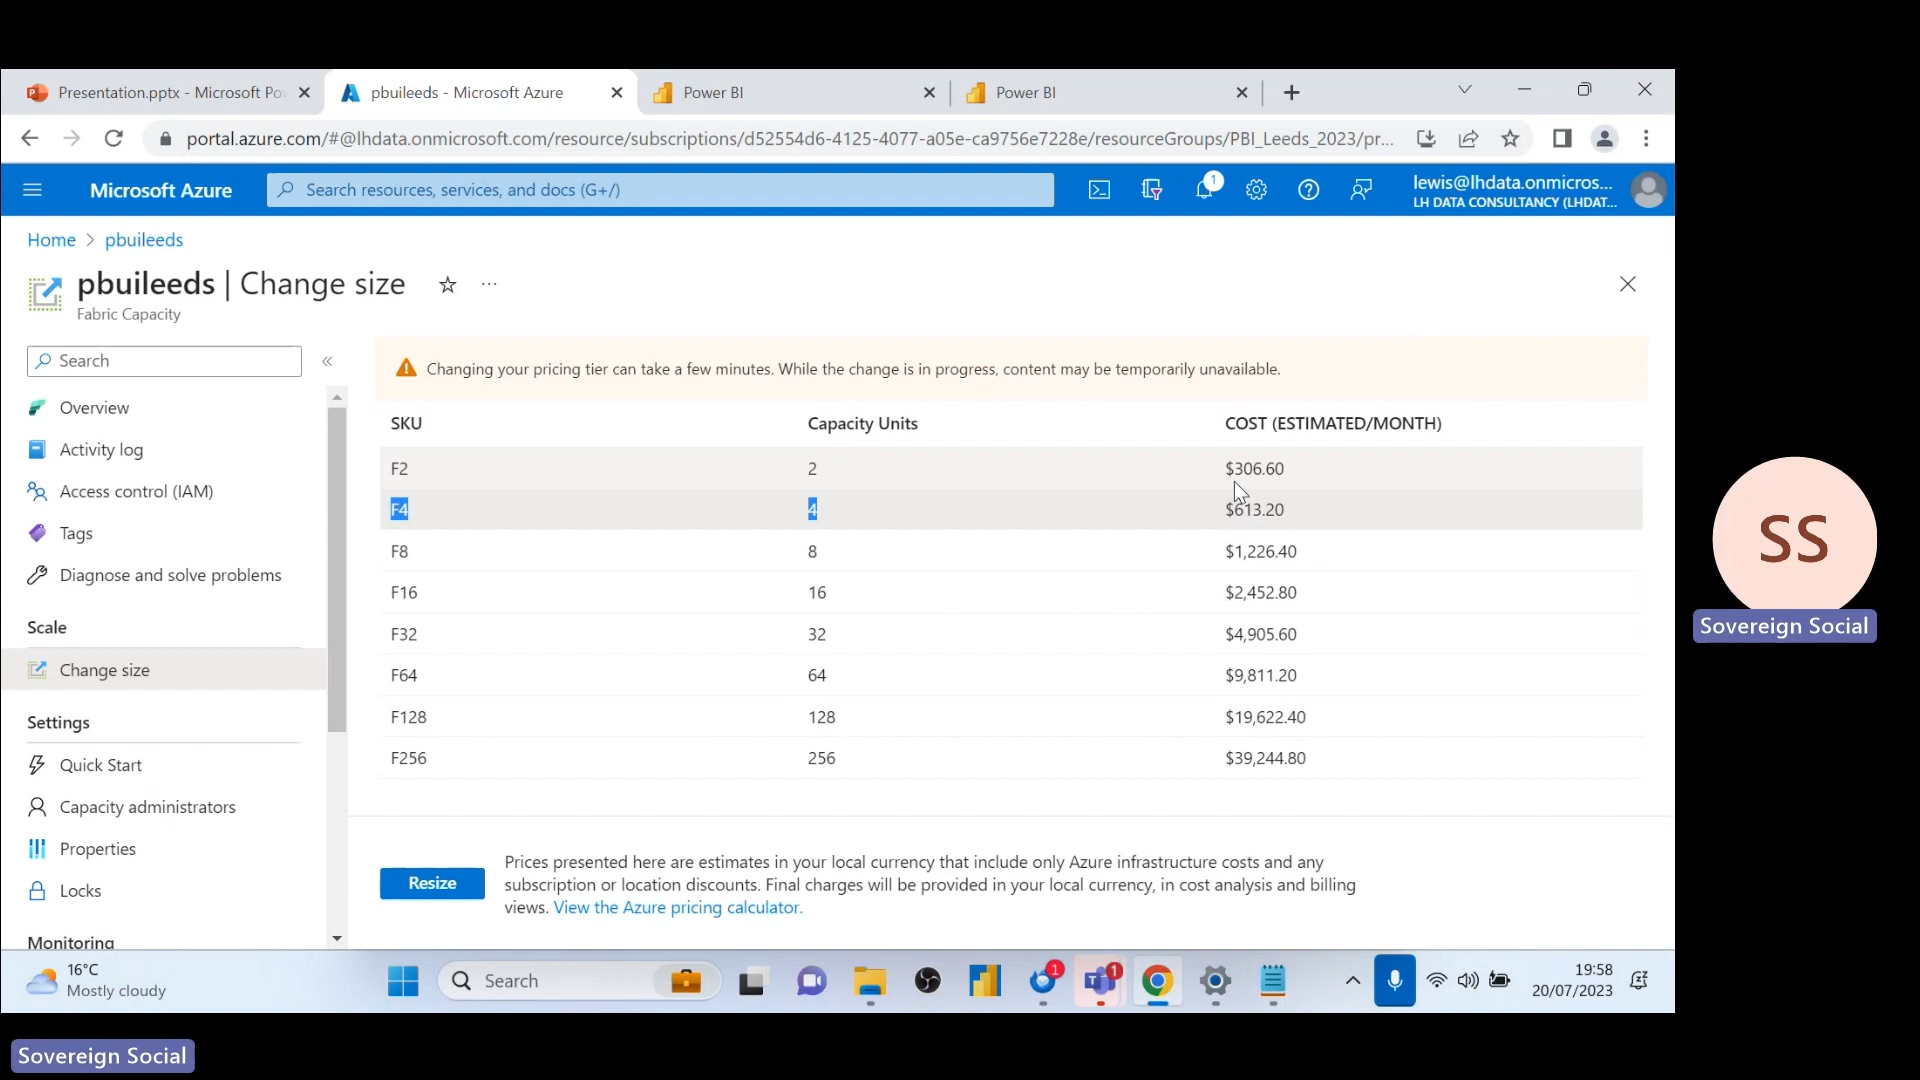 Presentation.pptx - Microsoft Po
pbuileeds - Microsoft Azure
Power BI
Power BI
portal.azure.com/#@lhdata.onmicrosoft.com/resource/subscriptions/d52554d6-4125-4077-a05e-ca9756e7228e/resourceGroups/PBI_Leeds_2023/pr...
Microsoft Azure
Search resources, services, and docs (G+/)
1
lewis@lhdata.onmicros...
LH DATA CONSULTANCY (LHDAT...
Home > pbuileeds
pbuileeds | Change size
Fabric Capacity
Search
Overview
Activity log
Access control (IAM)
Tags
Diagnose and solve problems
Scale
Change size
Settings
Quick Start
Capacity administrators
Properties
Locks
Monitoring
Changing your pricing tier can take a few minutes. While the change is in progress, content may be temporarily unavailable.
SKU Capacity Units COST (ESTIMATED/MONTH)
F2 2 $306.60
F4 4 $613.20
F8 8 $1,226.40
F16 16 $2,452.80
F32 32 $4,905.60
F64 64 $9,811.20
F128 128 $19,622.40
F256 256 $39,244.80
Resize
Prices presented here are estimates in your local currency that include only Azure infrastructure costs and any
subscription or location discounts. Final charges will be provided in your local currency, in cost analysis and billing
views. View the Azure pricing calculator.
16°C
Mostly cloudy
Search
1
1
19:58
20/07/2023
SS
Sovereign Social
Sovereign Social